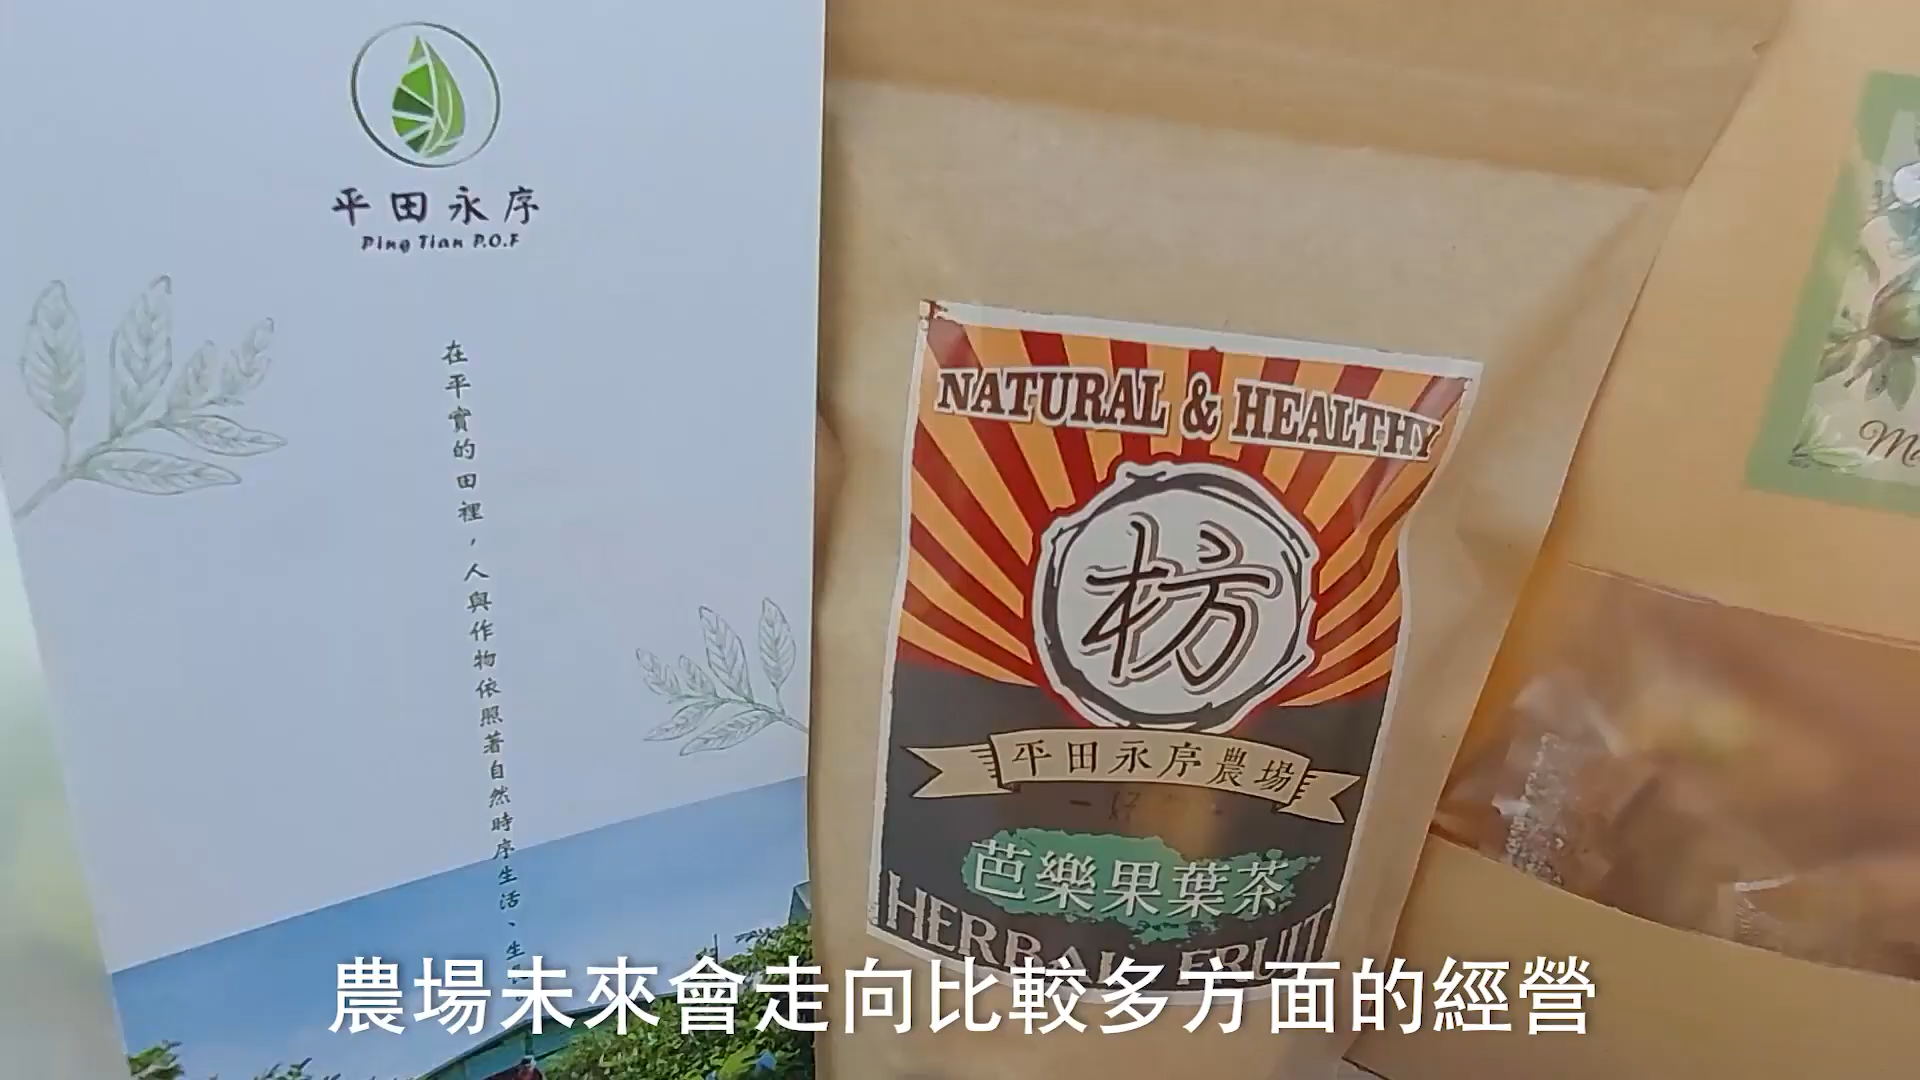 平田永序
Ping Tian P.O.F
在平實的田裡，人與作物依照著自然時序生活、生
NATURAL & HEALTHY
枋
平田永序農場
芭樂果葉茶
HERBAL FRUIT
農場未來會走向比較多方面的經營